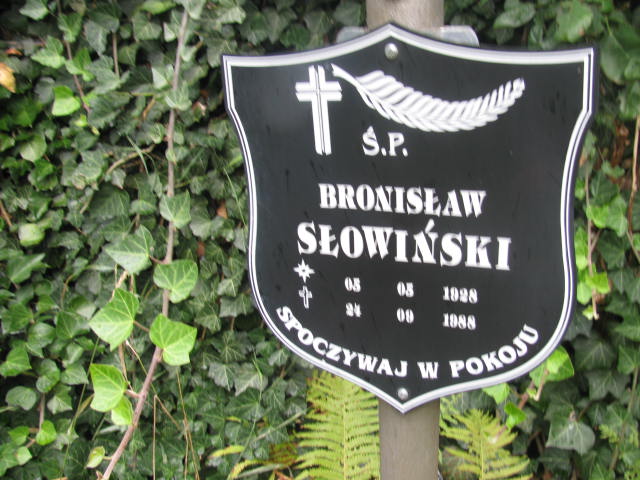 Ś.P.
BRONISŁAW
SŁOWIŃSKI
05 05 1928
24 09 1988
SPOCZYWAJ W POKOJU